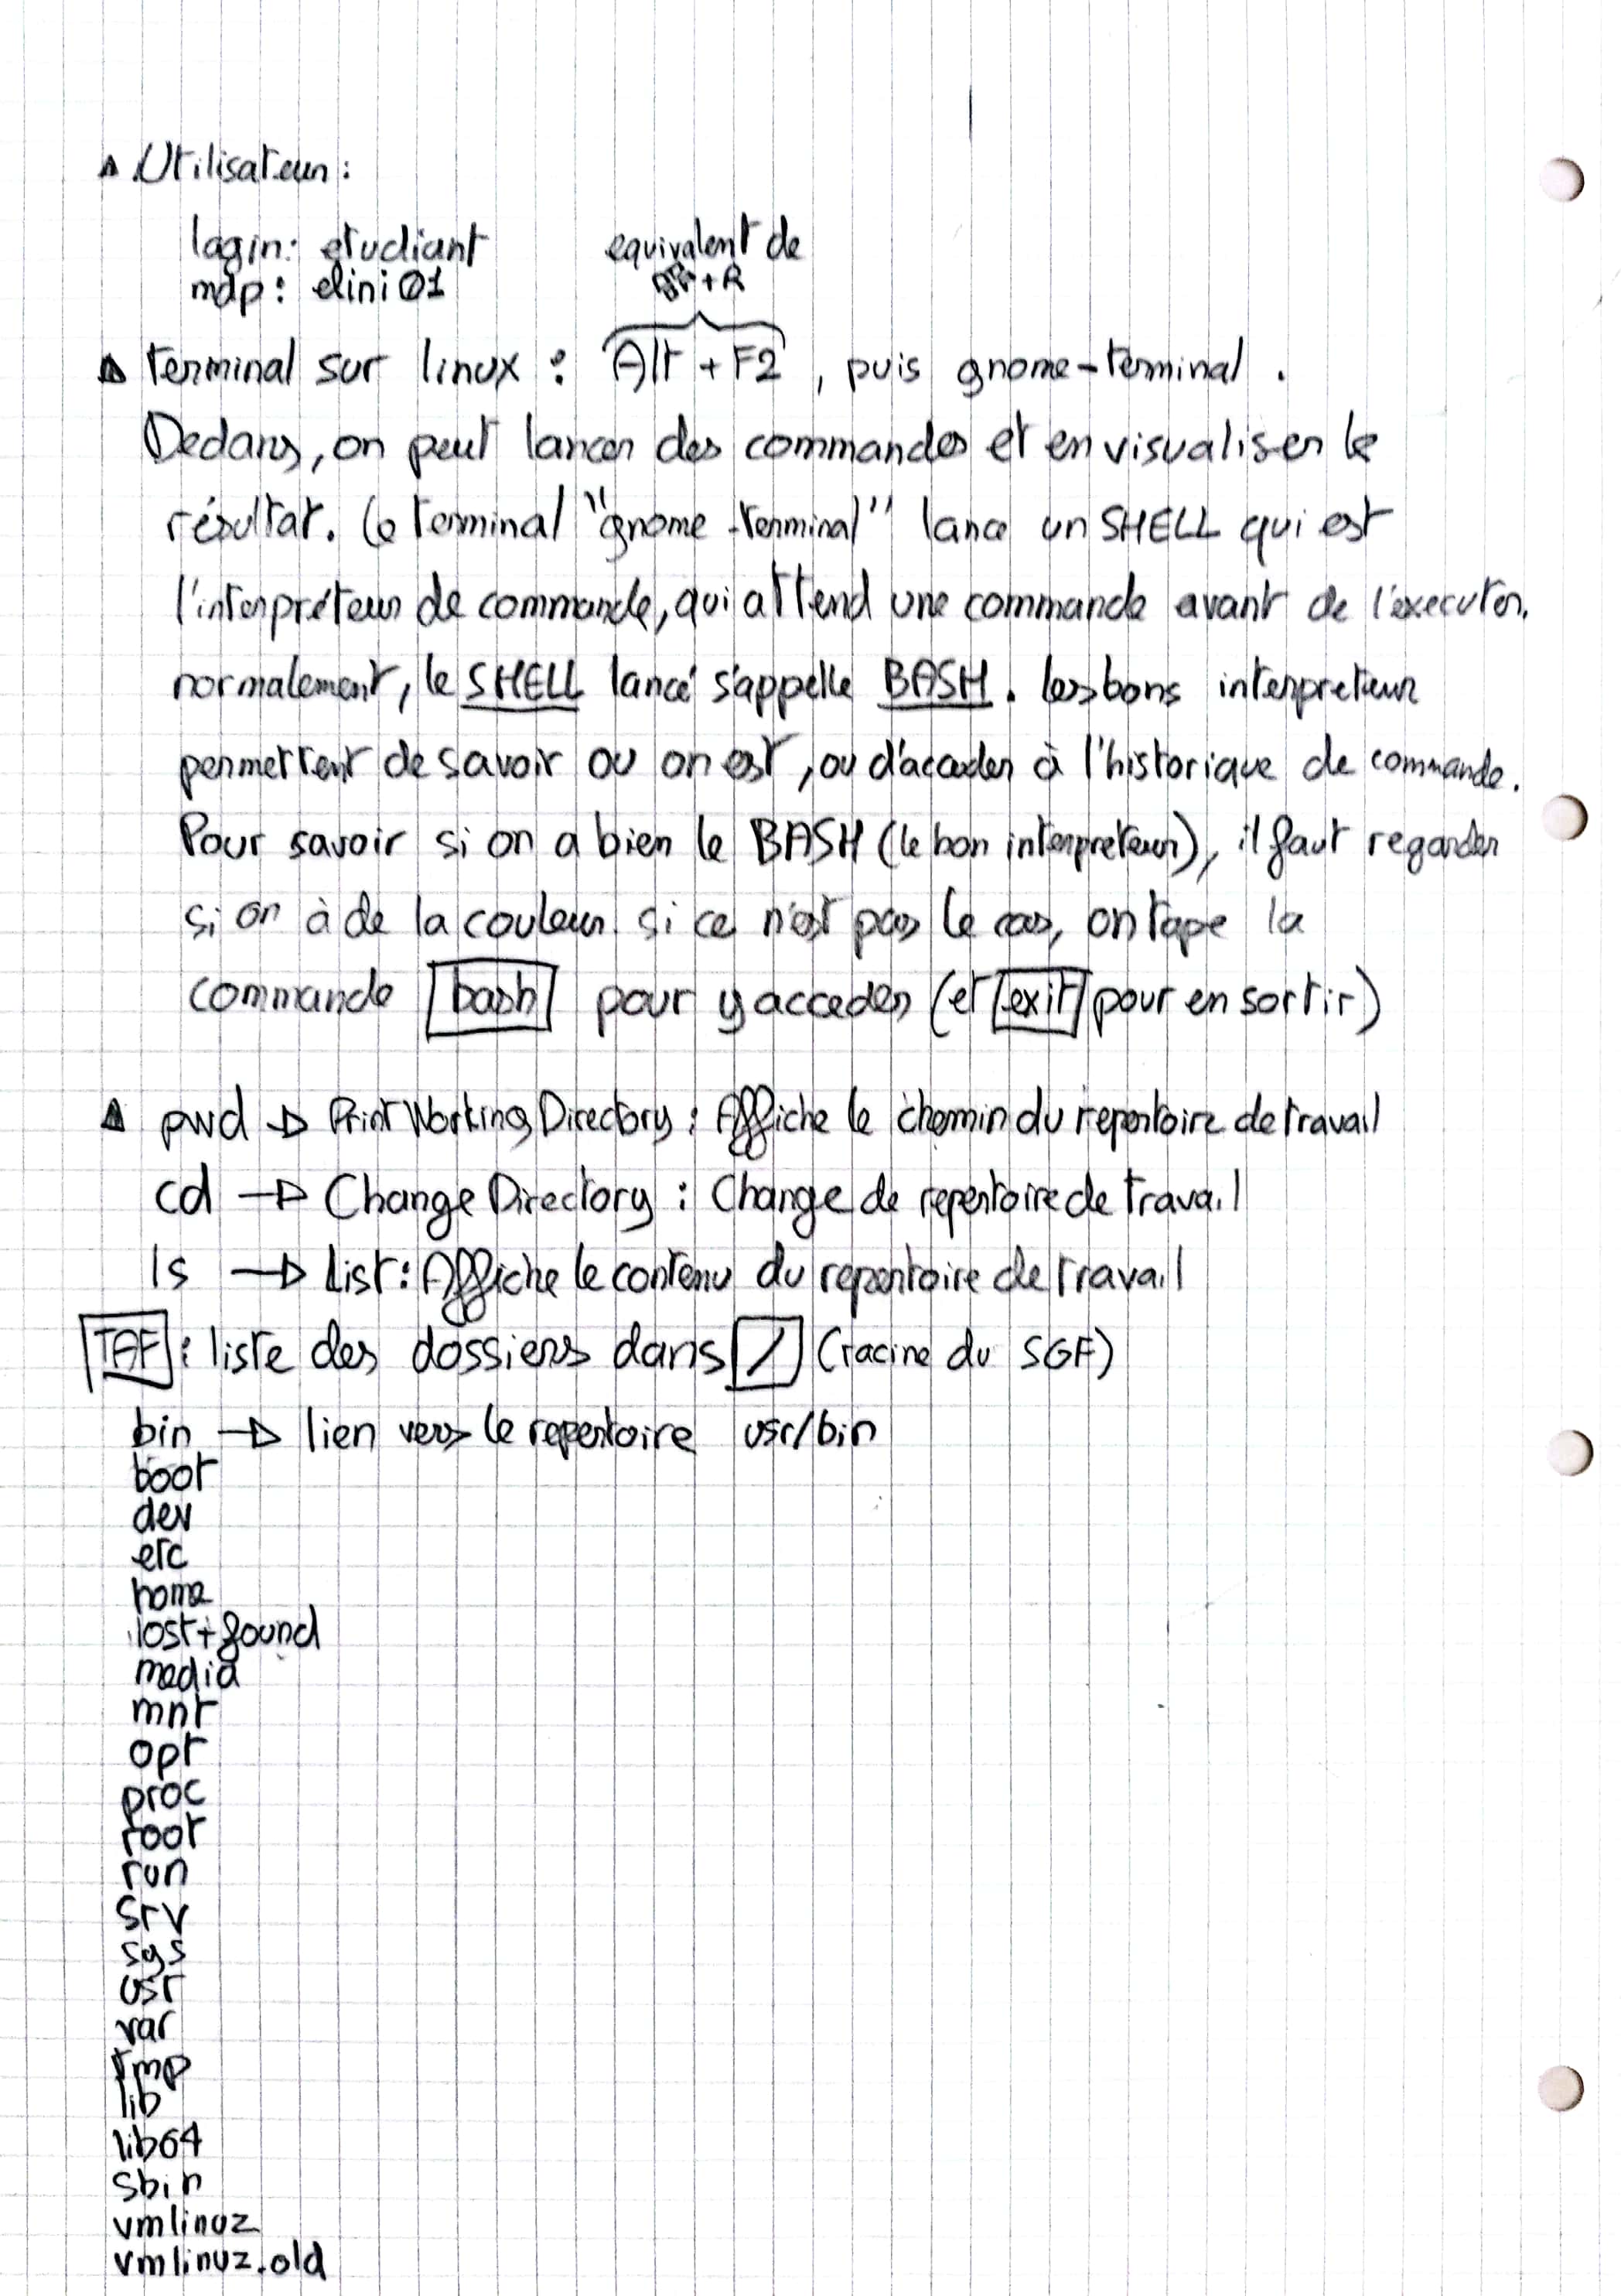 Utilisateur :
login: etudiant
mdp: elini01
equivalent de
+ R
terminal sur linux : Alt + F2, puis gnome-terminal.
Dedans, on peut lancer des commandes et en visualiser le
résultat. Le terminal "gnome-terminal" lance un SHELL qui est
l'interpréteur de commande, qui attend une commande avant de l'executer.
normalement, le SHELL lancé s'appelle BASH. les bons interpreteur
permettent de savoir ou on est, ou d'acceder à l'historique de commande.
Pour savoir si on a bien le BASH (le bon interpreteur), il faut regarder
si on à de la couleur. si ce n'est pas le cas, on tape la
commande bash pour y acceder (et exit pour en sortir)
pwd → Print Working Directory : Affiche le chemin du repertoire de travail
cd → Change Directory : Change de repertoire de travail
ls → List : Affiche le contenu du repertoire de travail
TAF : liste des dossiers dans / (racine du SGF)
bin → lien vers le repertoire usr/bin
boot
dev
etc
home
lost+found
media
mnt
opt
proc
root
run
srv
sys
usr
var
tmp
lib
lib64
sbin
vmlinuz
vmlinuz.old